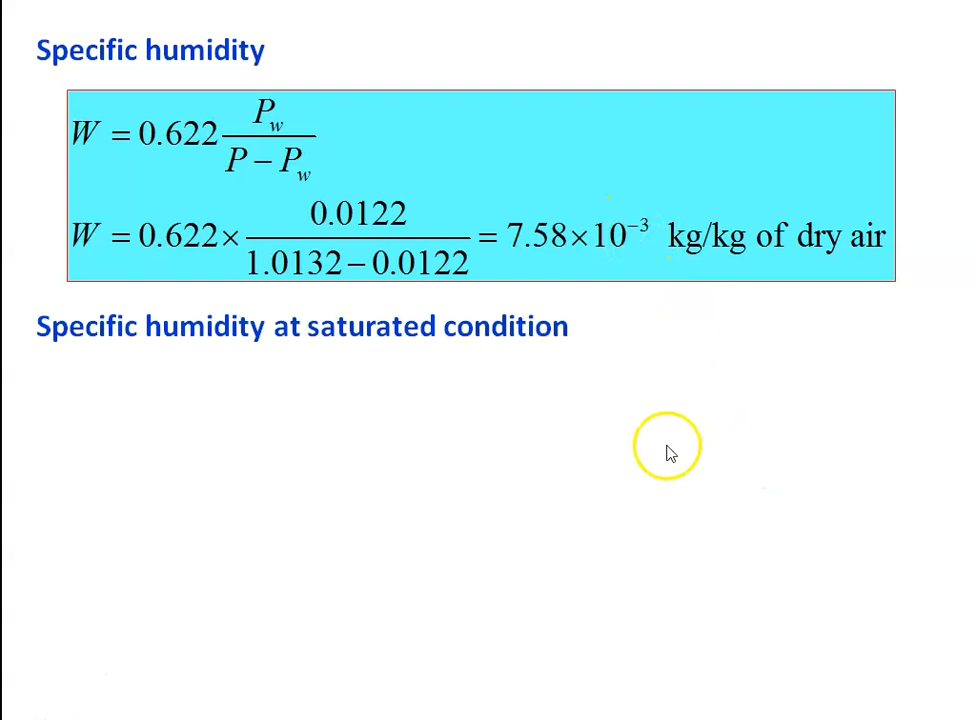 Specific humidity
W = 0.622 P_w / (P − P_w)
W = 0.622 × 0.0122 / (1.0132 − 0.0122) = 7.58 × 10⁻³ kg/kg of dry air
Specific humidity at saturated condition